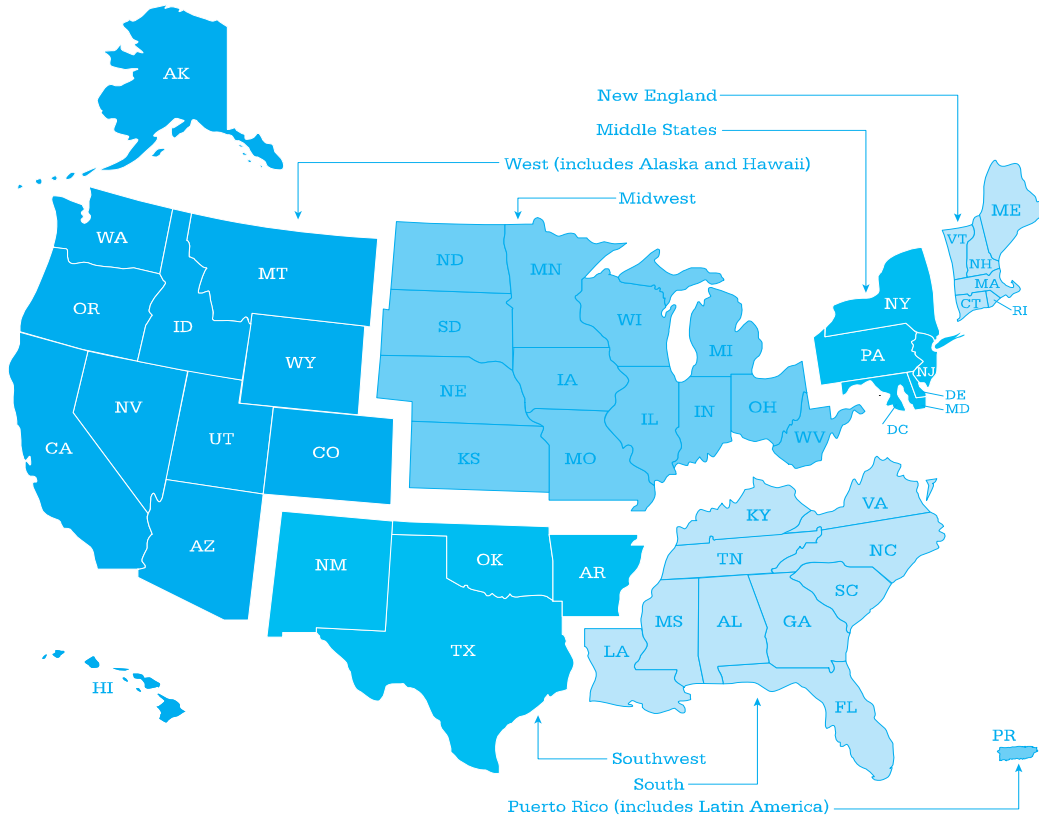 AK
New England
Middle States
West (includes Alaska and Hawaii)
Midwest
ME
WA
VT
ND
MN
NH
MT
MA
NY
CT
OR
RI
WI
ID
SD
MI
PA
WY
NJ
IA
NE
DE
NV
OH
MD
IL
IN
UT
DC
WV
CA
CO
KS
MO
VA
KY
AZ
NC
TN
OK
NM
AR
SC
MS
AL
GA
TX
LA
HI
FL
PR
Southwest
South
Puerto Rico (includes Latin America)